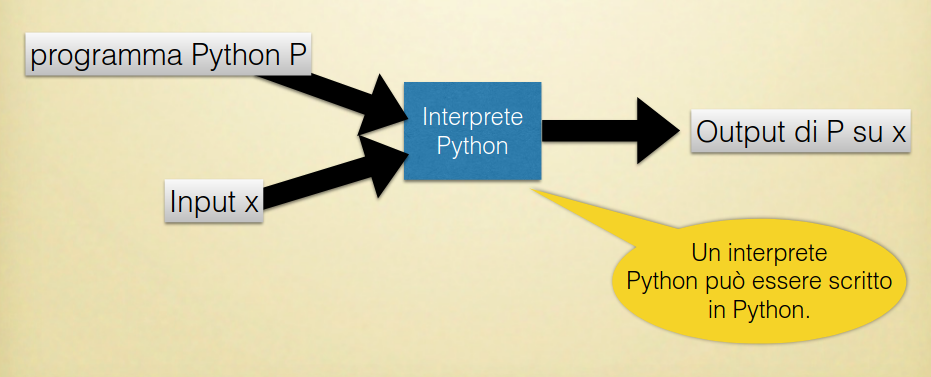 programma Python P
Interprete
Python
Output di P su x
Input x
Un interprete
Python può essere scritto
in Python.